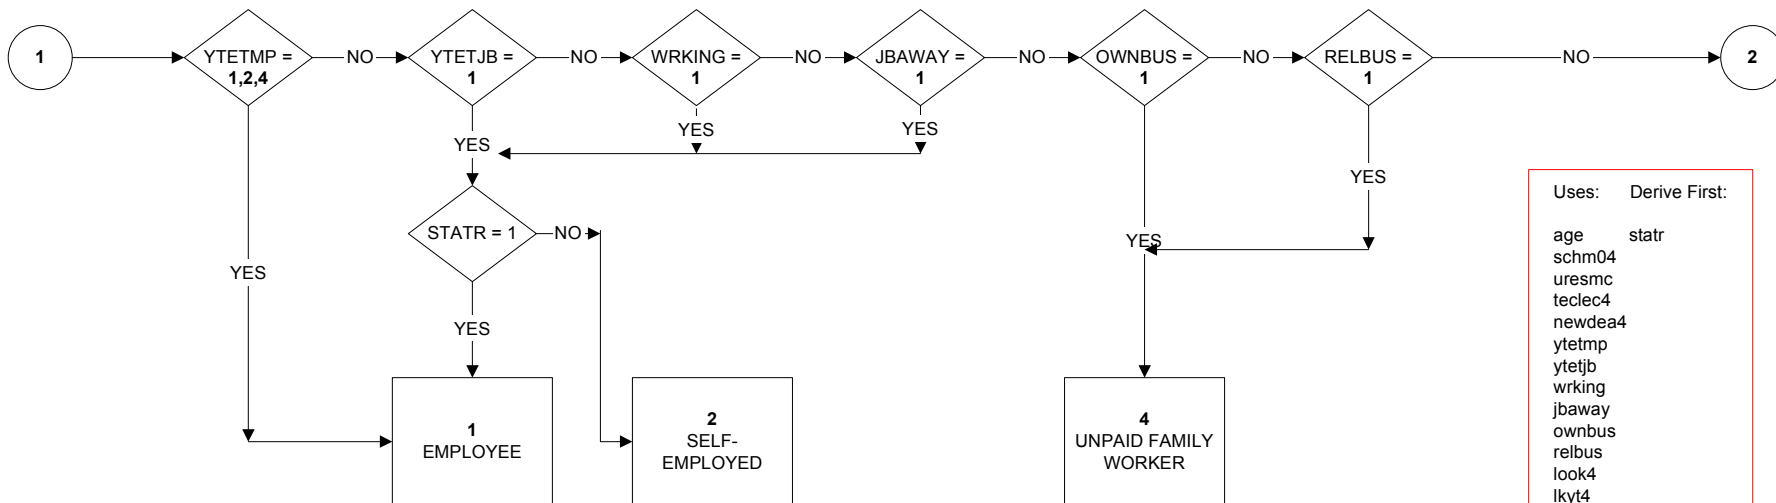 1
YTETMP =
1,2,4
NO
YTETJB =
1
NO
WRKING =
1
NO
JBAWAY =
1
NO
OWNBUS =
1
NO
RELBUS =
1
NO
2
YES
YES
YES
YES
YES
YES
STATR = 1
NO
YES
1
EMPLOYEE
2
SELF-
EMPLOYED
4
UNPAID FAMILY
WORKER
Uses: Derive First:
age statr
schm04
uresmc
teclec4
newdea4
ytetmp
ytetjb
wrking
jbaway
ownbus
relbus
look4
lkyt4